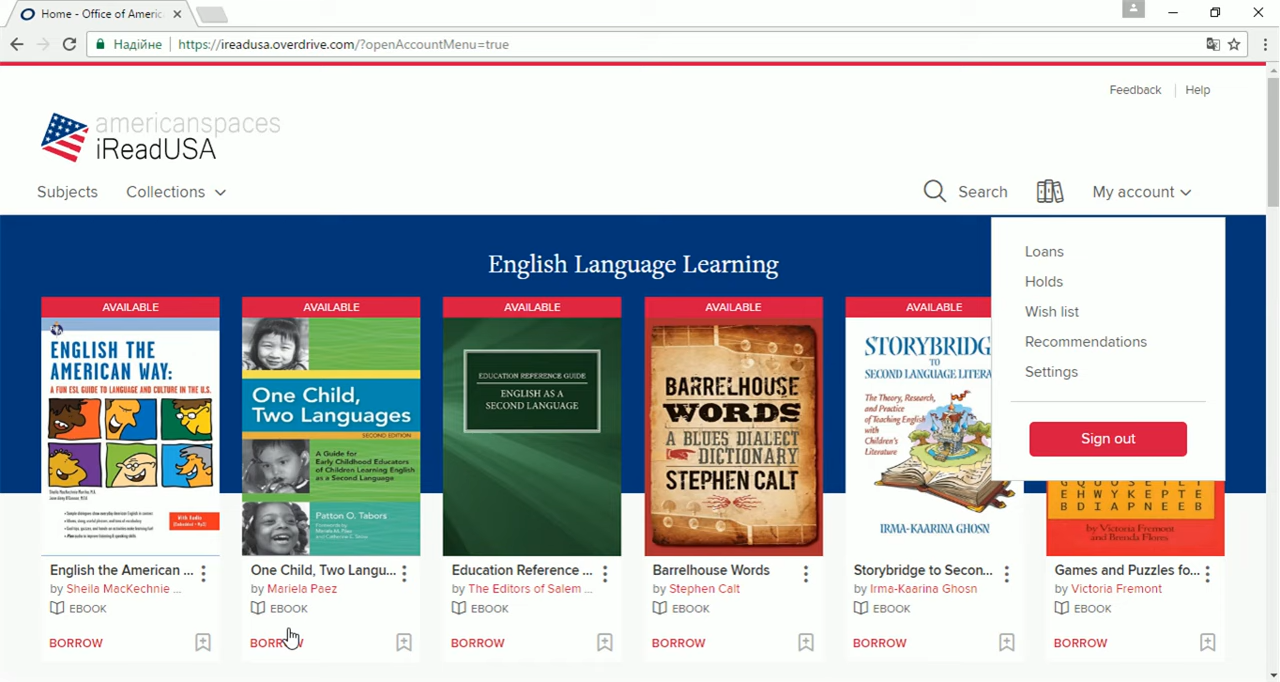 Home - Office of Americ
Надійне https://ireadusa.overdrive.com/?openAccountMenu=true
Feedback Help
americanspaces
iReadUSA
Subjects Collections Search My account
Loans
Holds
Wish list
Recommendations
Settings
Sign out
English Language Learning
AVAILABLE AVAILABLE AVAILABLE AVAILABLE AVAILABLE
ENGLISH THE
AMERICAN WAY:
A FUN ESL GUIDE TO LANGUAGE AND CULTURE IN THE U.S.
One Child,
Two Languages
SECOND EDITION
A Guide for
Early Childhood Educators
of Children Learning English
as a Second Language
Patton O. Tabors
EDUCATION REFERENCE GUIDE
ENGLISH AS A
SECOND LANGUAGE
BARRELHOUSE
WORDS
A BLUES DIALECT
DICTIONARY
STEPHEN CALT
STORYBRIDG
TO
SECOND LANGUAGE LITERA
The Theory, Research,
and Practice
of Teaching English
with
Children's
Literature
IRMA-KAARINA GHOSN
EHWYKEPTE
BDIAPNEEB
by Victoria Fremont
and Brenda Flores
English the American ... One Child, Two Langu... Education Reference ... Barrelhouse Words Storybridge to Secon... Games and Puzzles fo...
by Sheila MacKechnie ... by Mariela Paez by The Editors of Salem ... by Stephen Calt by Irma-Kaarina Ghosn by Victoria Fremont
EBOOK EBOOK EBOOK EBOOK EBOOK EBOOK
BORROW BORROW BORROW BORROW BORROW BORROW